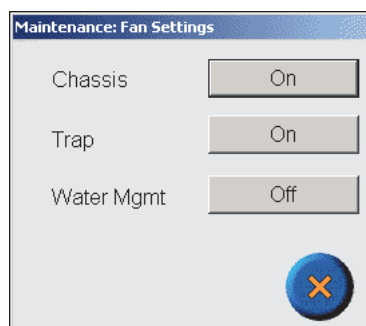 Maintenance: Fan Settings
Chassis On
Trap On
Water Mgmt Off